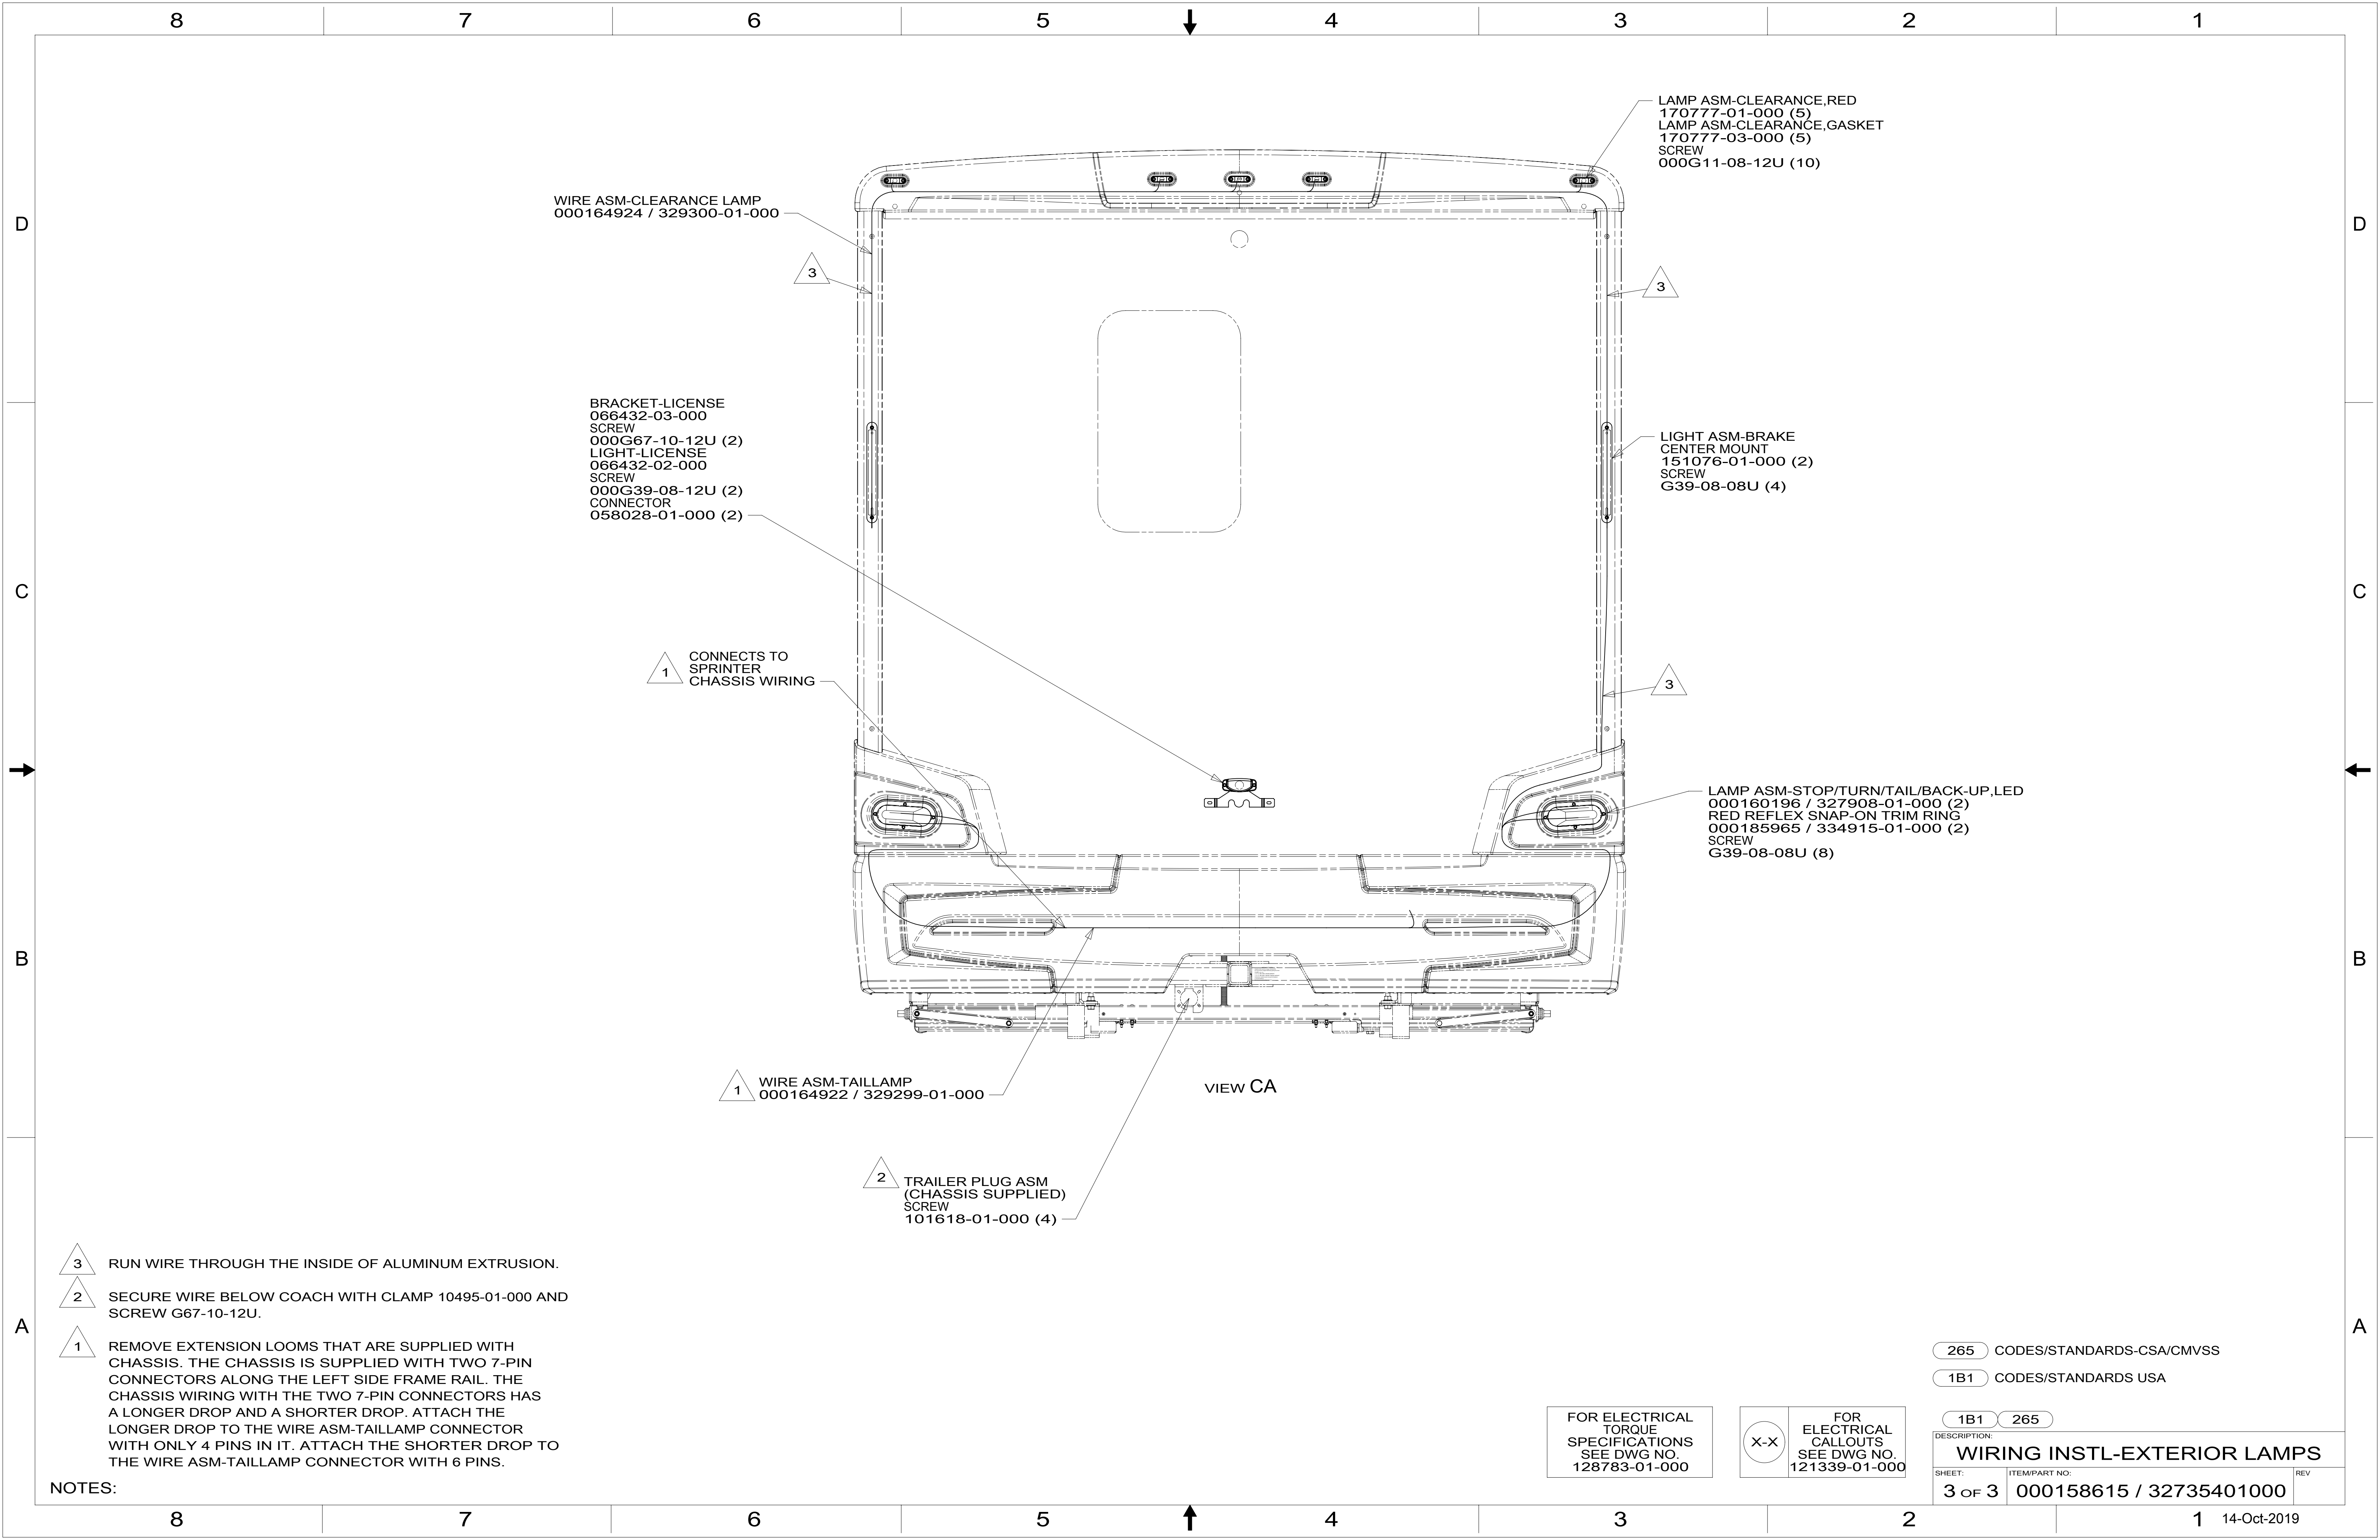 8 7 6 5 4 3 2 1
D
D
C
C
B
B
A
A
LAMP ASM-CLEARANCE,RED
170777-01-000 (5)
LAMP ASM-CLEARANCE,GASKET
170777-03-000 (5)
SCREW
000G11-08-12U (10)
WIRE ASM-CLEARANCE LAMP
000164924 / 329300-01-000
3
3
BRACKET-LICENSE
066432-03-000
SCREW
000G67-10-12U (2)
LIGHT-LICENSE
066432-02-000
SCREW
000G39-08-12U (2)
CONNECTOR
058028-01-000 (2)
LIGHT ASM-BRAKE
CENTER MOUNT
151076-01-000 (2)
SCREW
G39-08-08U (4)
1
CONNECTS TO
SPRINTER
CHASSIS WIRING
3
LAMP ASM-STOP/TURN/TAIL/BACK-UP,LED
000160196 / 327908-01-000 (2)
RED REFLEX SNAP-ON TRIM RING
000185965 / 334915-01-000 (2)
SCREW
G39-08-08U (8)
1
WIRE ASM-TAILLAMP
000164922 / 329299-01-000
VIEW CA
2
TRAILER PLUG ASM
(CHASSIS SUPPLIED)
SCREW
101618-01-000 (4)
3 RUN WIRE THROUGH THE INSIDE OF ALUMINUM EXTRUSION.
2 SECURE WIRE BELOW COACH WITH CLAMP 10495-01-000 AND
SCREW G67-10-12U.
1 REMOVE EXTENSION LOOMS THAT ARE SUPPLIED WITH
CHASSIS. THE CHASSIS IS SUPPLIED WITH TWO 7-PIN
CONNECTORS ALONG THE LEFT SIDE FRAME RAIL. THE
CHASSIS WIRING WITH THE TWO 7-PIN CONNECTORS HAS
A LONGER DROP AND A SHORTER DROP. ATTACH THE
LONGER DROP TO THE WIRE ASM-TAILLAMP CONNECTOR
WITH ONLY 4 PINS IN IT. ATTACH THE SHORTER DROP TO
THE WIRE ASM-TAILLAMP CONNECTOR WITH 6 PINS.
NOTES:
FOR ELECTRICAL
TORQUE
SPECIFICATIONS
SEE DWG NO.
128783-01-000
X-X
FOR
ELECTRICAL
CALLOUTS
SEE DWG NO.
121339-01-000
265 CODES/STANDARDS-CSA/CMVSS
1B1 CODES/STANDARDS USA
1B1 265
DESCRIPTION:
WIRING INSTL-EXTERIOR LAMPS
SHEET:
3 OF 3
ITEM/PART NO:
000158615 / 32735401000
REV
8 7 6 5 4 3 2 1
14-Oct-2019